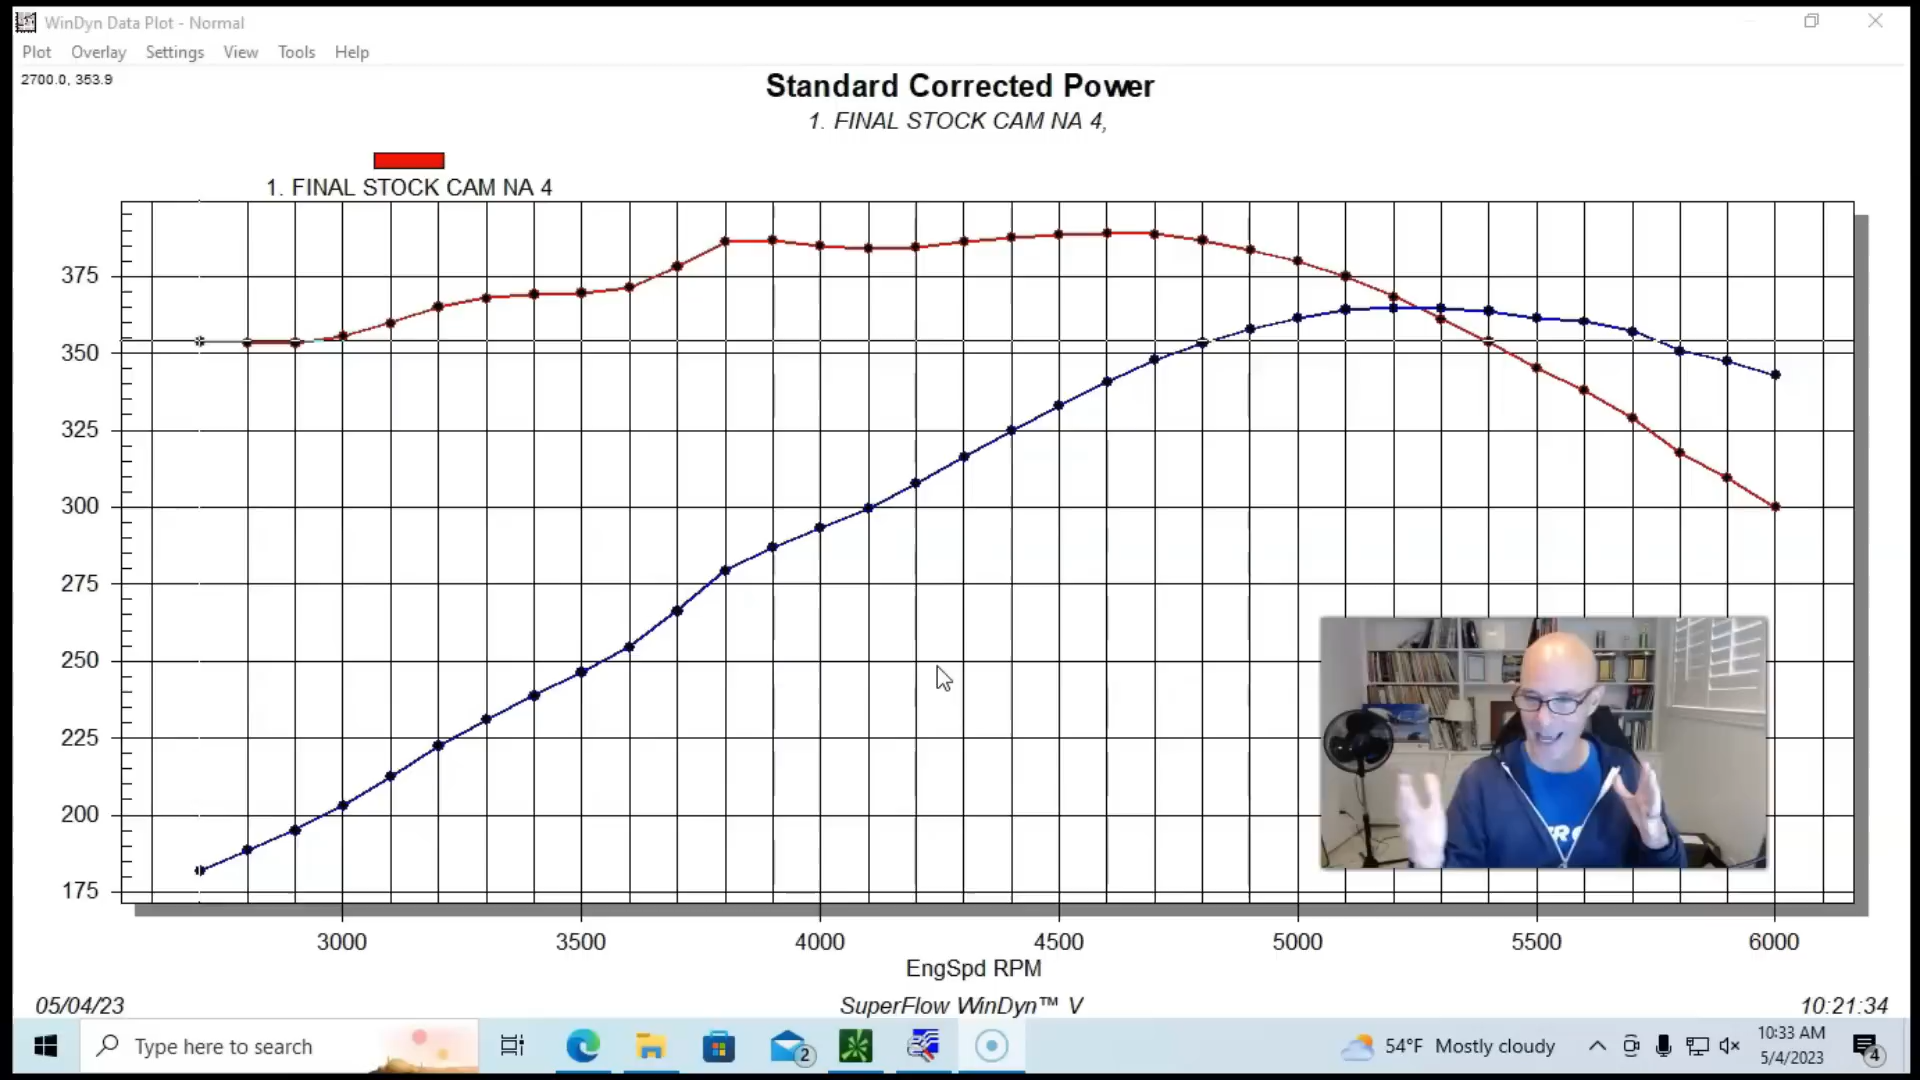 WinDyn Data Plot - Normal
Plot Overlay Settings View Tools Help
2700.0, 353.9
Standard Corrected Power
1. FINAL STOCK CAM NA 4,
1. FINAL STOCK CAM NA 4
375
350
325
300
275
250
225
200
175
3000 3500 4000 4500 5000 5500 6000
EngSpd RPM
05/04/23 SuperFlow WinDyn™ V 10:21:34
Type here to search
2
54°F Mostly cloudy
10:33 AM
5/4/2023
4